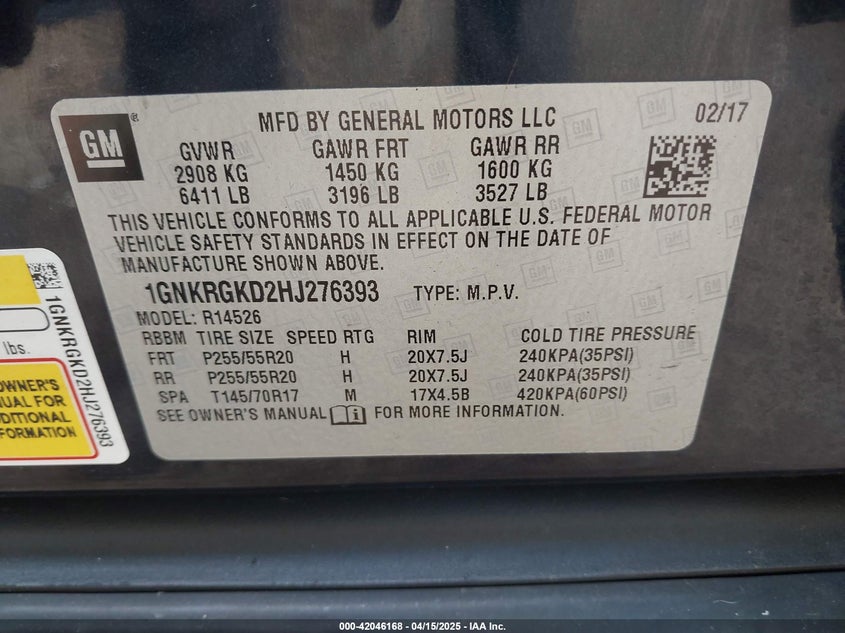 GM
®
MFD BY GENERAL MOTORS LLC
02/17
GVWR GAWR FRT GAWR RR
2908 KG 1450 KG 1600 KG
6411 LB 3196 LB 3527 LB
THIS VEHICLE CONFORMS TO ALL APPLICABLE U.S. FEDERAL MOTOR
VEHICLE SAFETY STANDARDS IN EFFECT ON THE DATE OF
MANUFACTURE SHOWN ABOVE.
1GNKRGKD2HJ276393 TYPE: M.P.V.
MODEL: R14526
RBBM TIRE SIZE SPEED RTG RIM COLD TIRE PRESSURE
FRT P255/55R20 H 20X7.5J 240KPA(35PSI)
RR P255/55R20 H 20X7.5J 240KPA(35PSI)
SPA T145/70R17 M 17X4.5B 420KPA(60PSI)
SEE OWNER'S MANUAL i FOR MORE INFORMATION.
1GNKRGKD2HJ276393
lbs.
OWNER'S
UAL FOR
DITIONAL
FORMATION
000-42046168 - 04/15/2025 - IAA Inc.